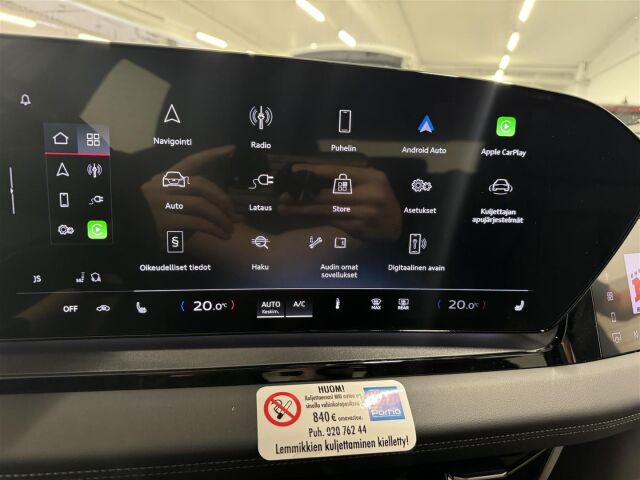 Navigointi
Radio
Puhelin
Android Auto
Apple CarPlay
Auto
Lataus
Store
Asetukset
Kuljettajan
apujärjestelmät
§
Oikeudelliset tiedot
Haku
Audin omat
sovellukset
Digitaalinen avain
JS
OFF
20.0°C
AUTO
Keskim.
A/C
MAX
REAR
20.0°C
HUOM!
840 €
Puh. 020 762 44
Lemmikkien kuljettaminen kielletty!